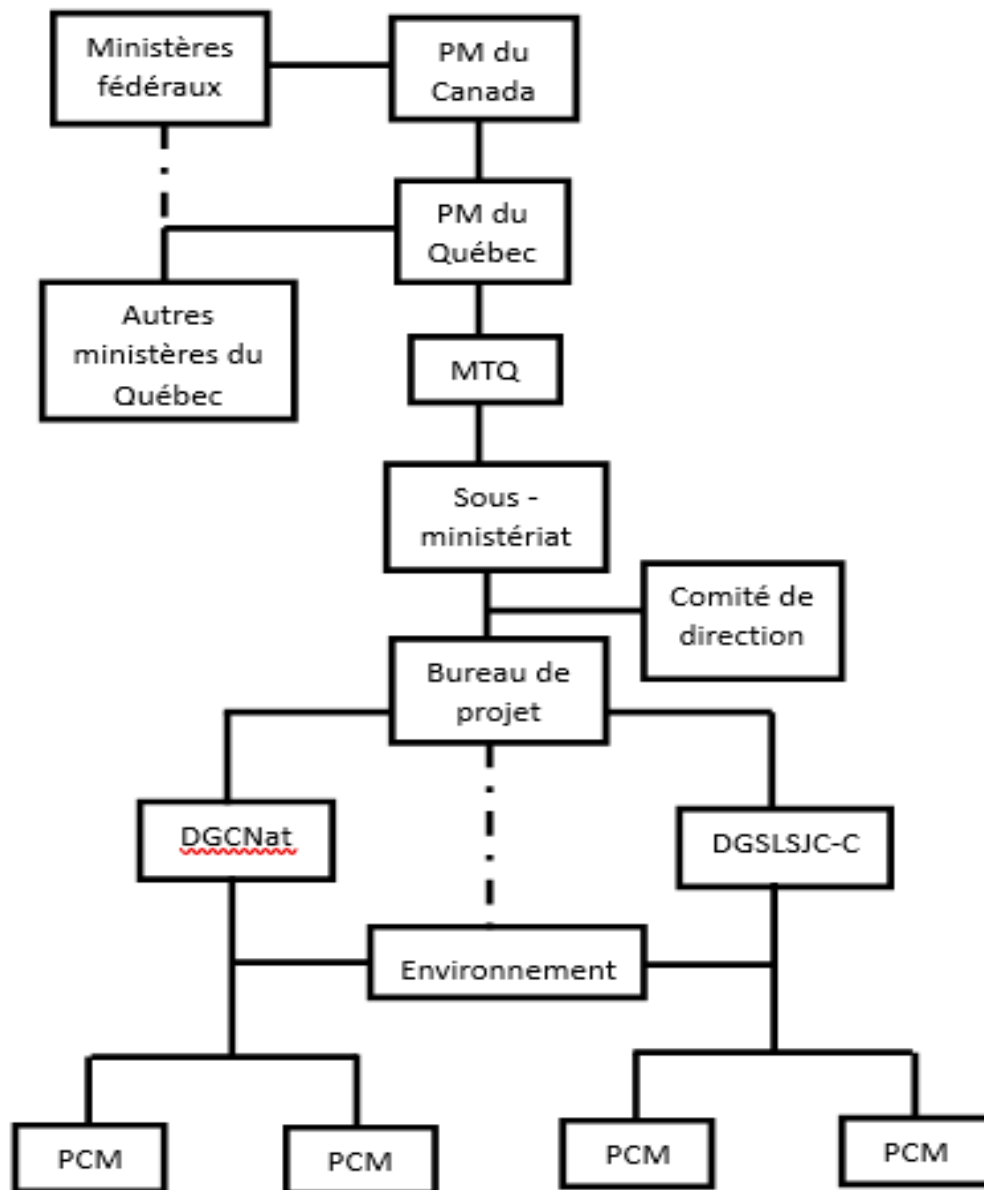 Ministères
fédéraux
PM du
Canada
PM du
Québec
Autres
ministères du
Québec
MTQ
Sous -
ministériat
Comité de
direction
Bureau de
projet
DGCNat
DGSLSJC-C
Environnement
PCM
PCM
PCM
PCM